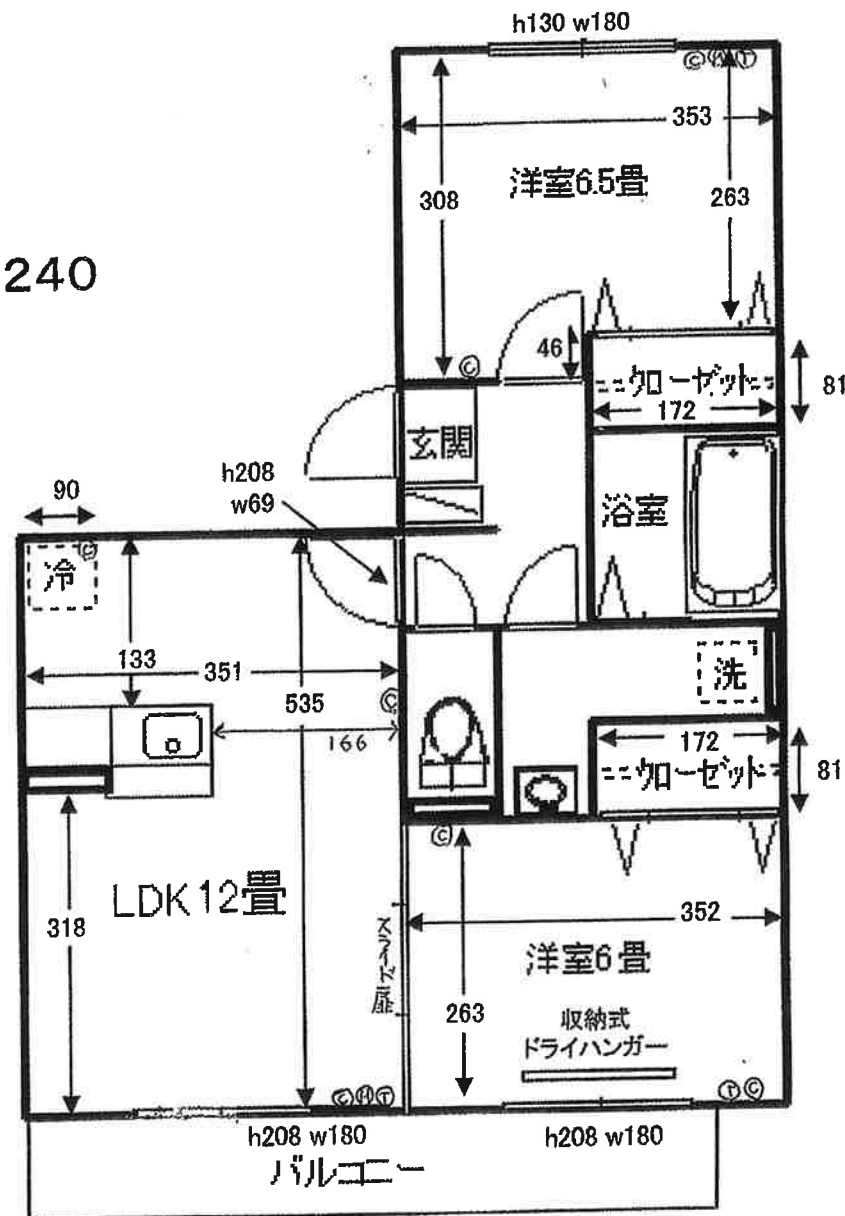 h130 w180
Ⓒ Ⓗ Ⓣ
353
洋室6.5畳
308
263
240
46
Ⓒ
クローゼット
81
172
玄関
h208
w69
90
浴室
冷
Ⓒ
133
351
535
Ⓒ
洗
166
172
クローゼット
81
Ⓒ
LDK12畳
318
352
スライド扉
洋室6畳
263
収納式
ドライハンガー
Ⓒ Ⓗ Ⓣ
Ⓣ Ⓒ
h208 w180
h208 w180
バルコニー